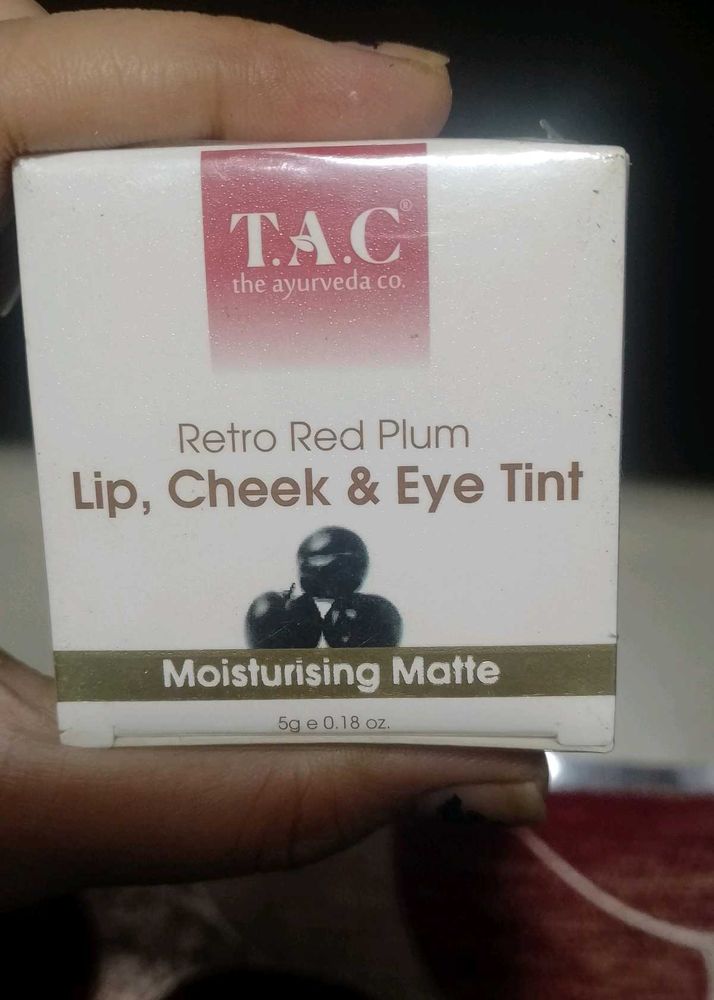 T.A.C®
the ayurveda co.
Retro Red Plum
Lip, Cheek & Eye Tint
Moisturising Matte
5g e 0.18 oz.